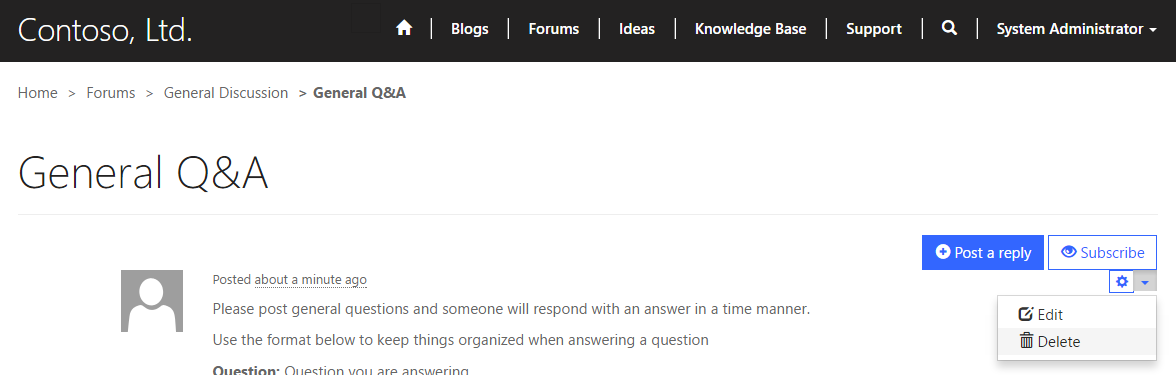 Contoso, Ltd.
Blogs
Forums
Ideas
Knowledge Base
Support
System Administrator
Home > Forums > General Discussion > General Q&A
General Q&A
Post a reply
Subscribe
Posted about a minute ago
Please post general questions and someone will respond with an answer in a time manner.
Edit
Use the format below to keep things organized when answering a question
Delete
Question: Question you are answering